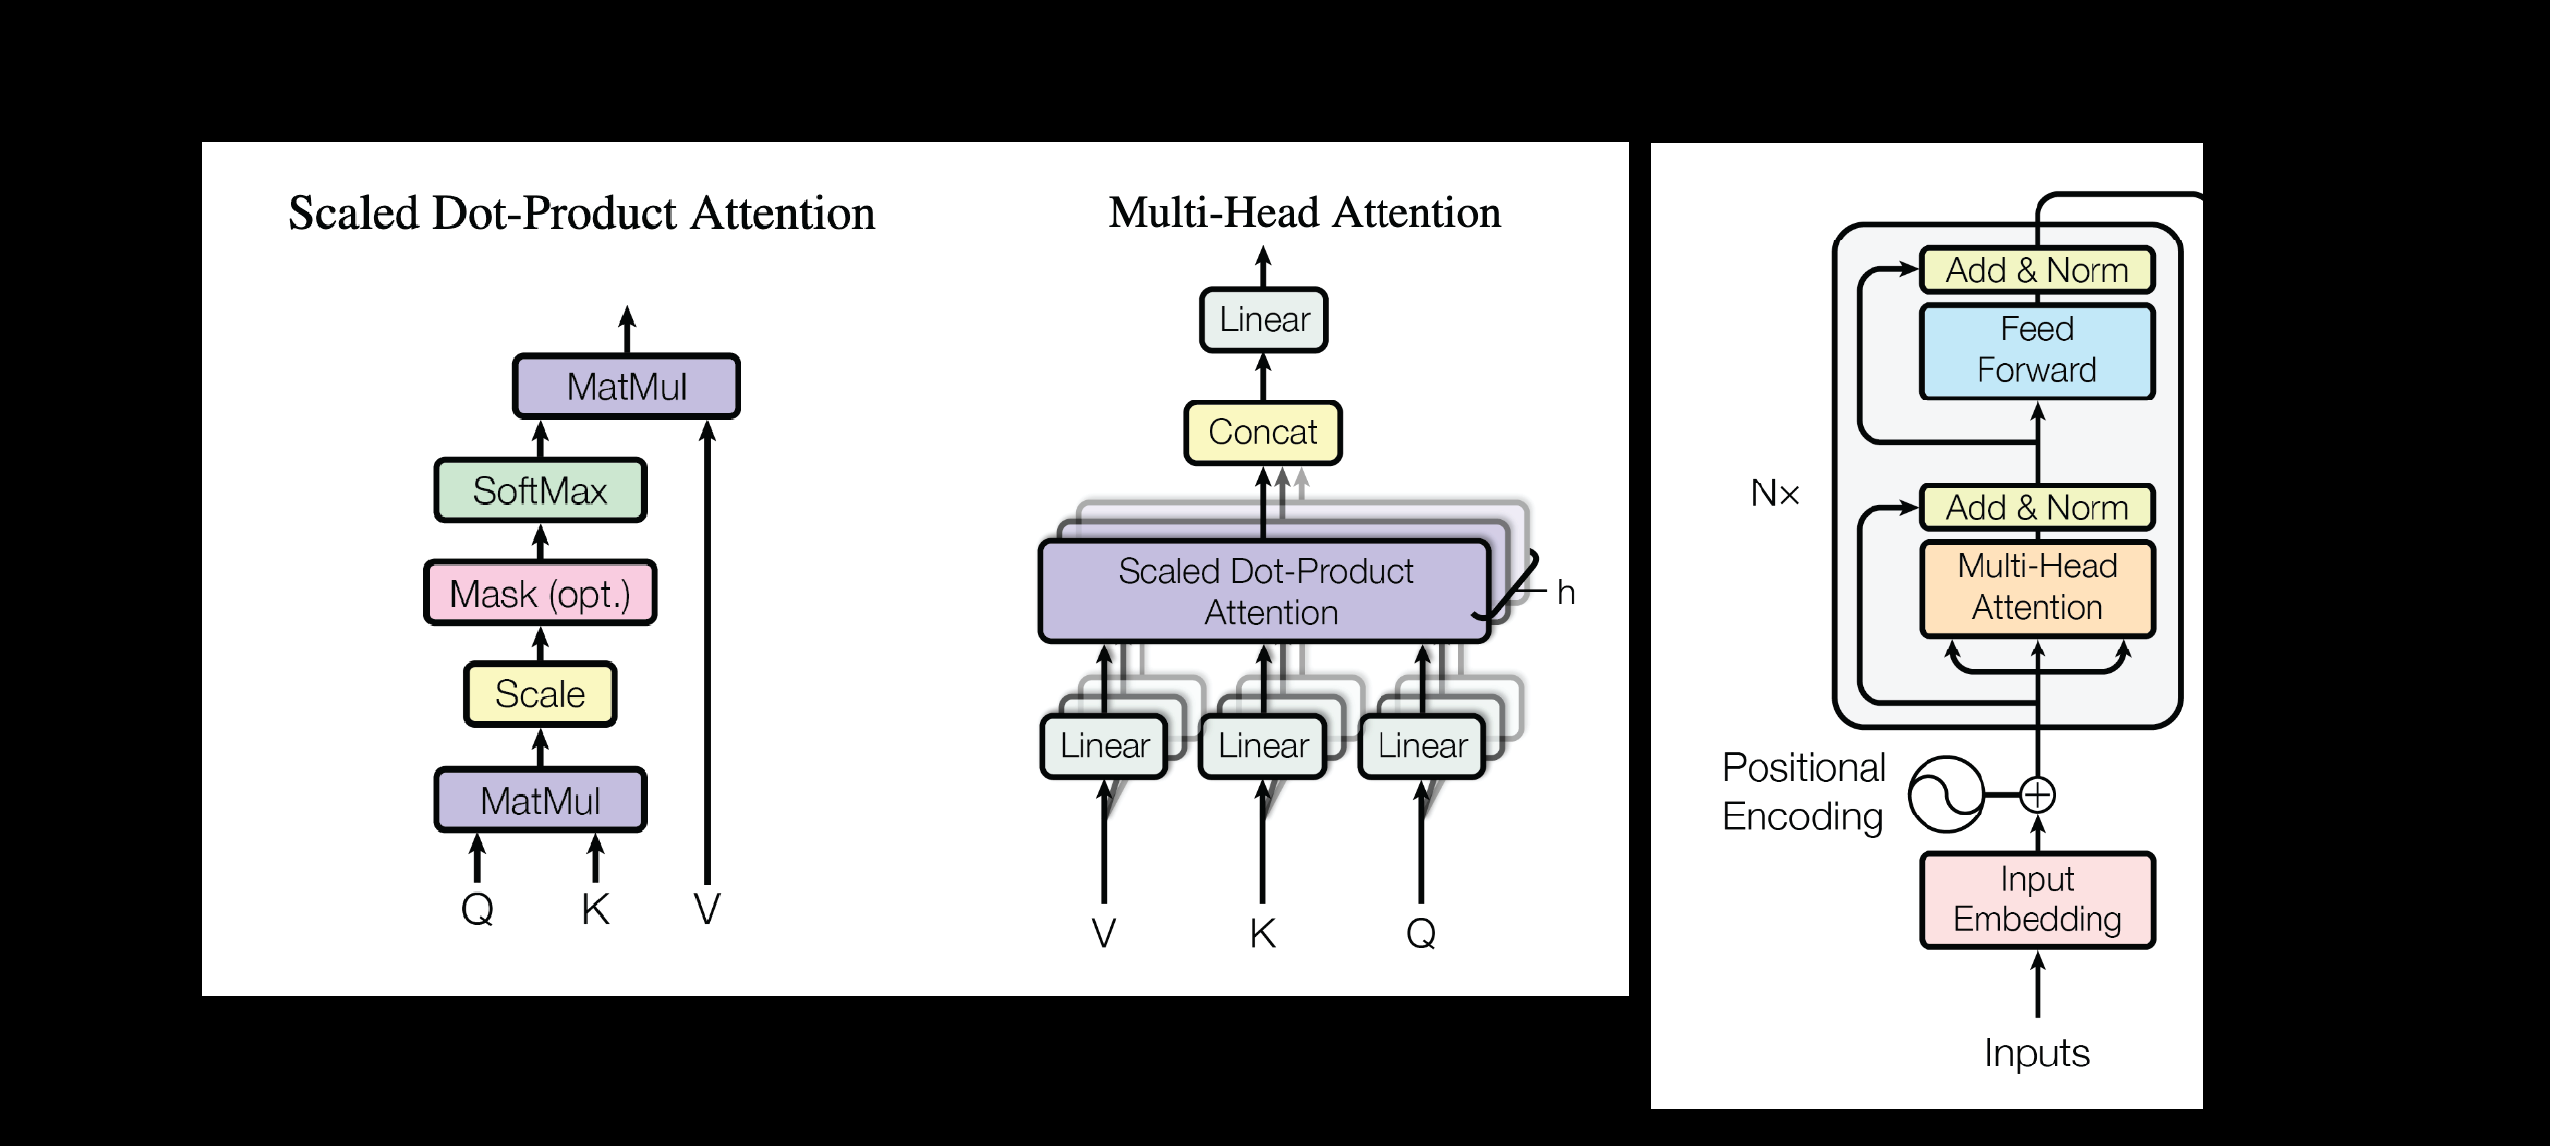 Scaled Dot-Product Attention
MatMul
SoftMax
Mask (opt.)
Scale
MatMul
Q K V
Multi-Head Attention
Linear
Concat
Scaled Dot-Product
Attention
h
Linear Linear Linear
V K Q
Add & Norm
Feed
Forward
N×
Add & Norm
Multi-Head
Attention
Positional
Encoding
Input
Embedding
Inputs